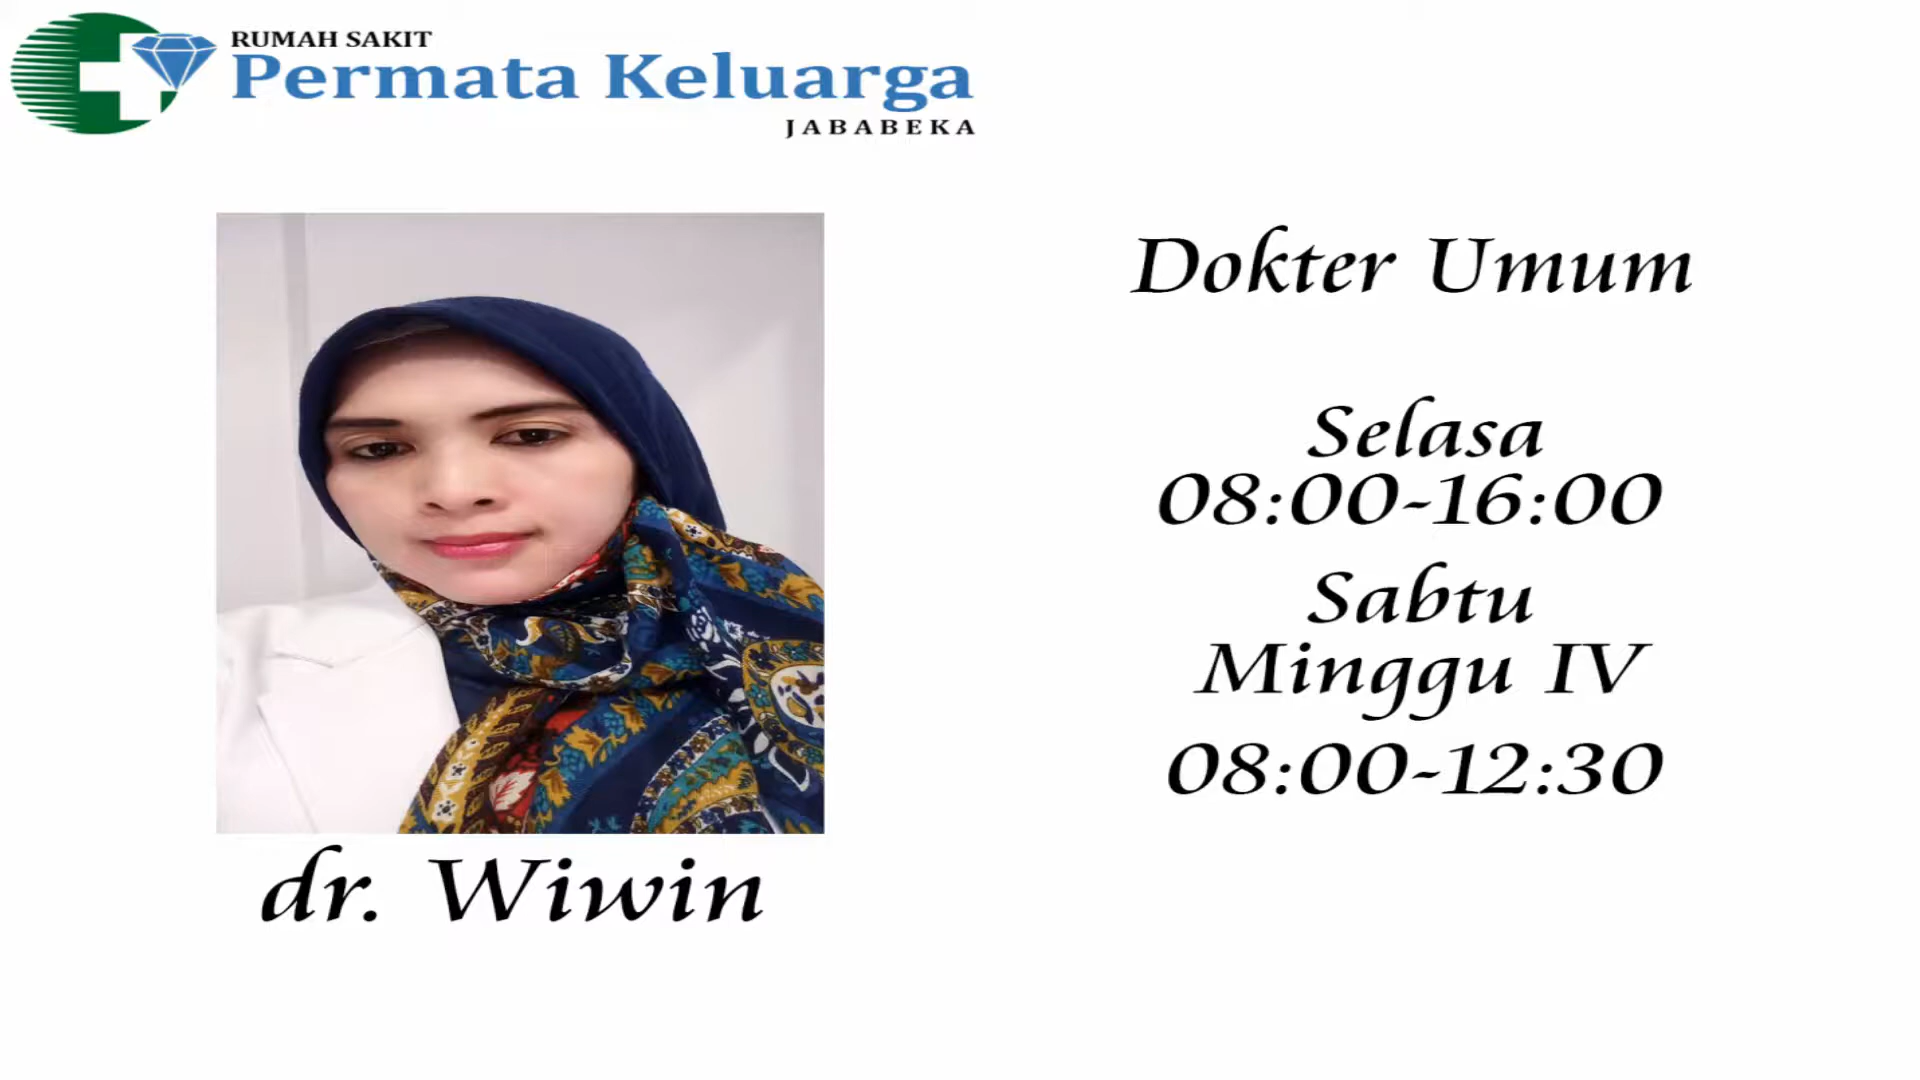 RUMAH SAKIT
Permata Keluarga
JABABEKA
Dokter Umum
Selasa
08:00-16:00
Sabtu
Minggu IV
08:00-12:30
dr. Wiwin